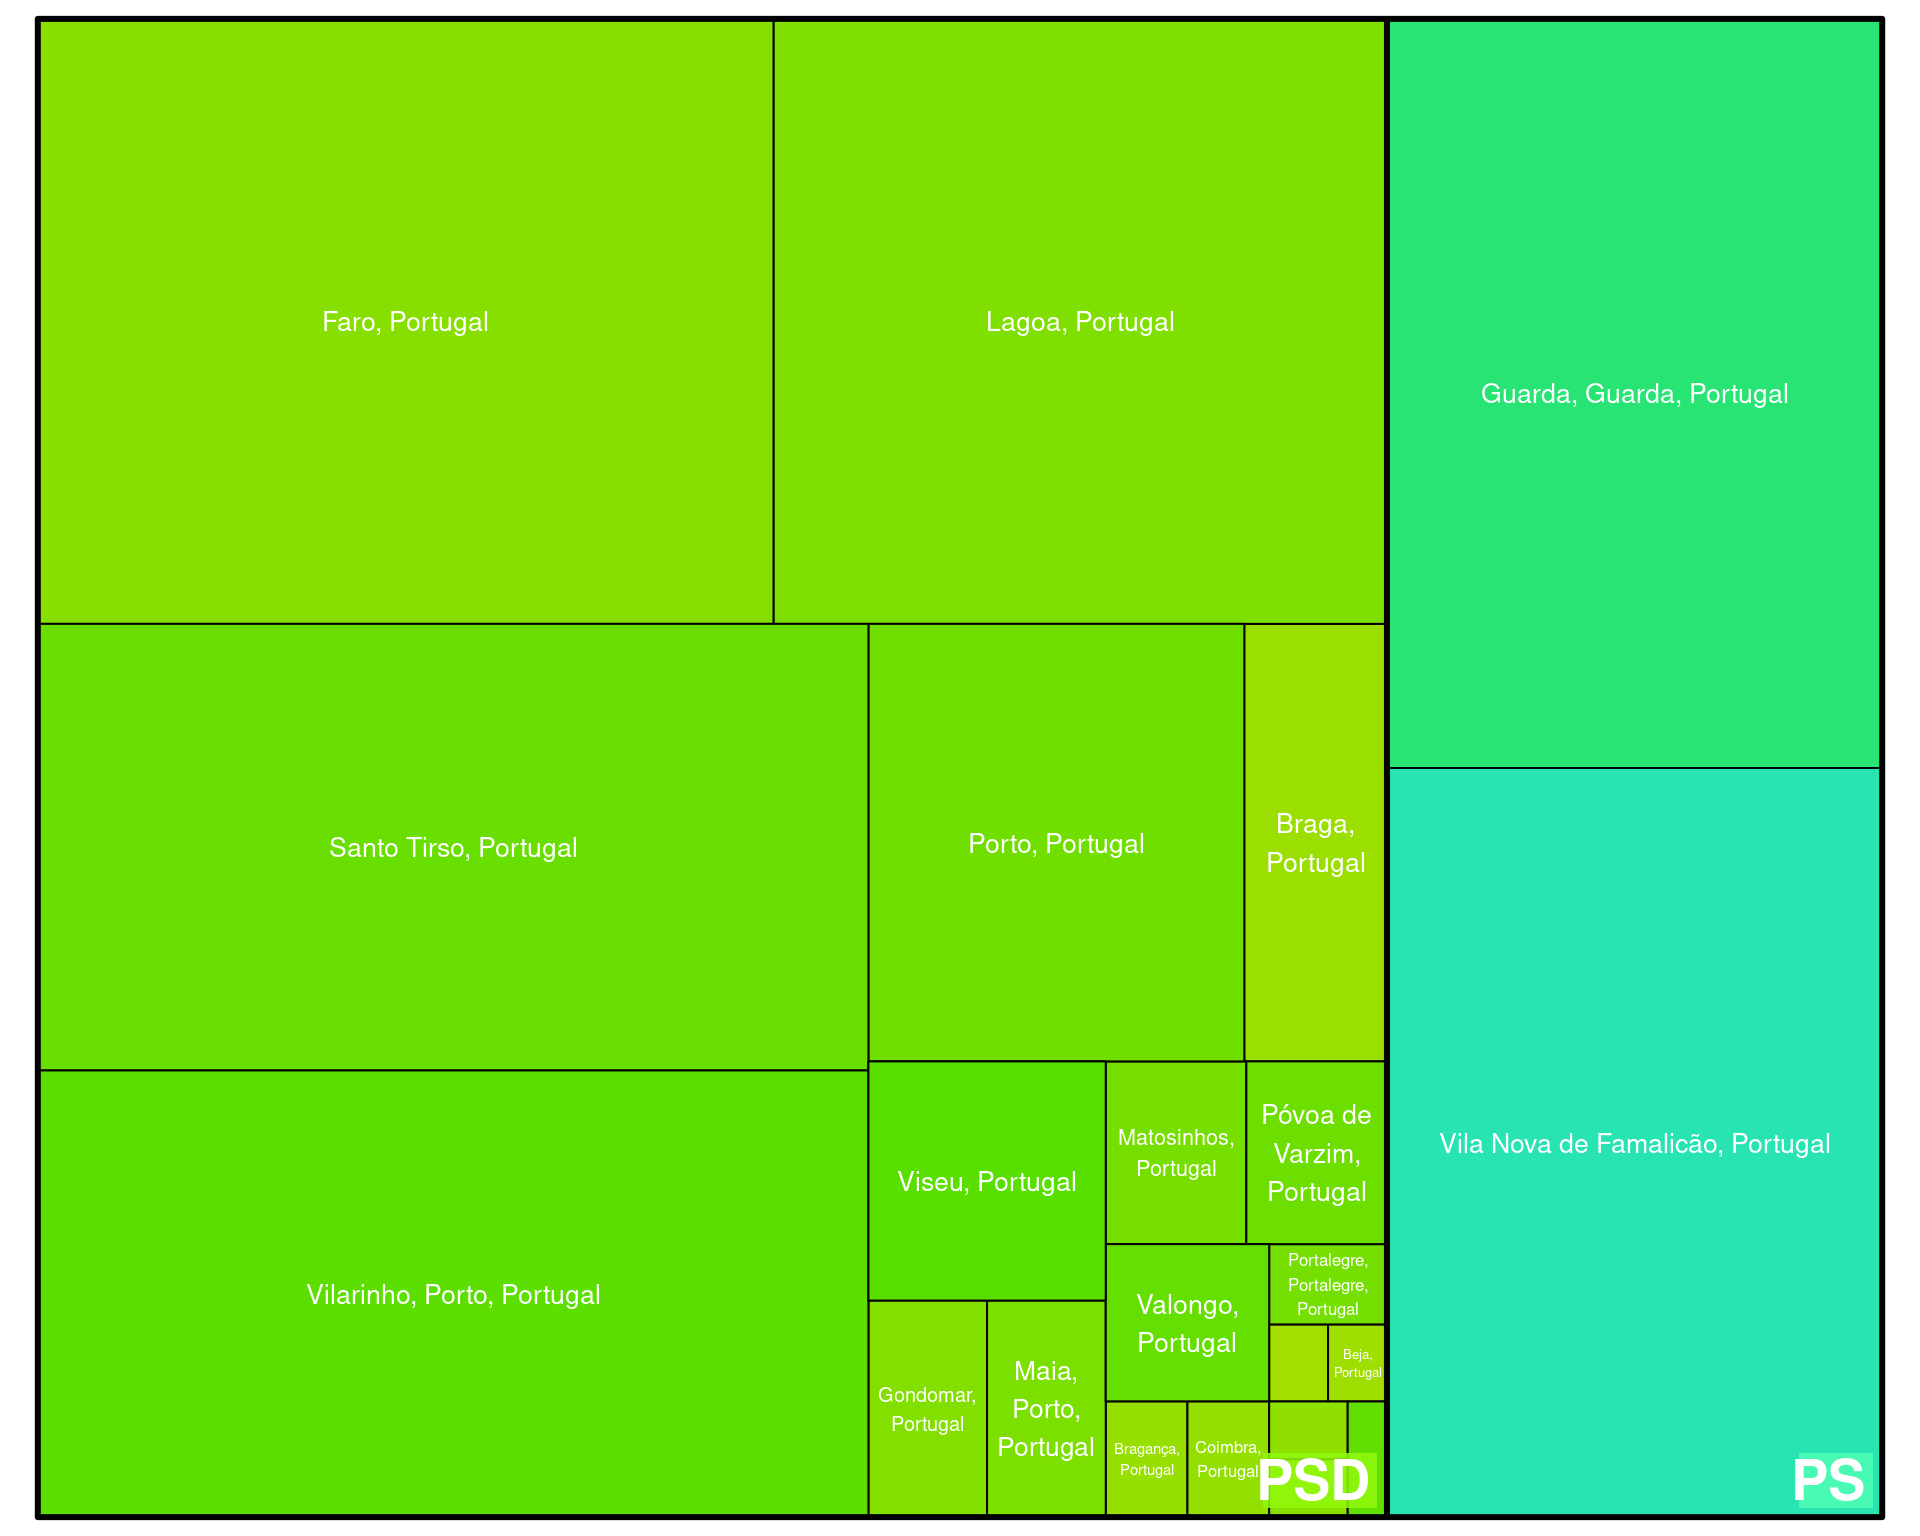 Faro, Portugal
Lagoa, Portugal
Guarda, Guarda, Portugal
Santo Tirso, Portugal
Porto, Portugal
Braga,
Portugal
Vilarinho, Porto, Portugal
Viseu, Portugal
Matosinhos,
Portugal
Póvoa de
Varzim,
Portugal
Vila Nova de Famalicão, Portugal
Valongo,
Portugal
Portalegre,
Portalegre,
Portugal
Beja,
Portugal
Gondomar,
Portugal
Maia,
Porto,
Portugal
Bragança,
Portugal
Coimbra,
Portugal
PSD
PS